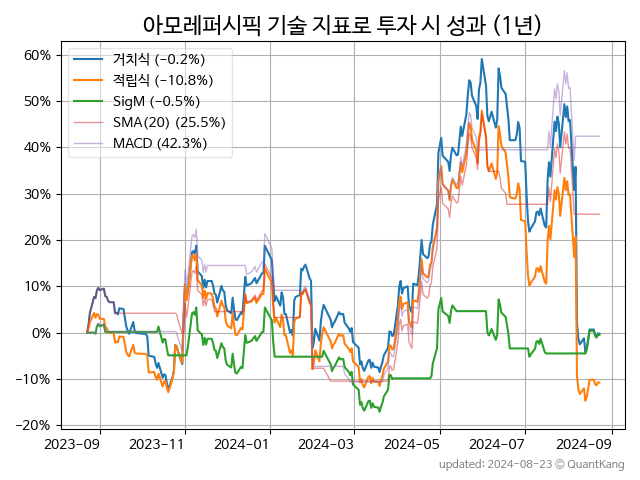 아모레퍼시픽 기술 지표로 투자 시 성과 (1년)
60%
50%
40%
30%
20%
10%
0%
−10%
−20%
거치식 (−0.2%)
적립식 (−10.8%)
SigM (−0.5%)
SMA(20) (25.5%)
MACD (42.3%)
2023-09 2023-11 2024-01 2024-03 2024-05 2024-07 2024-09
updated: 2024-08-23 © QuantKang